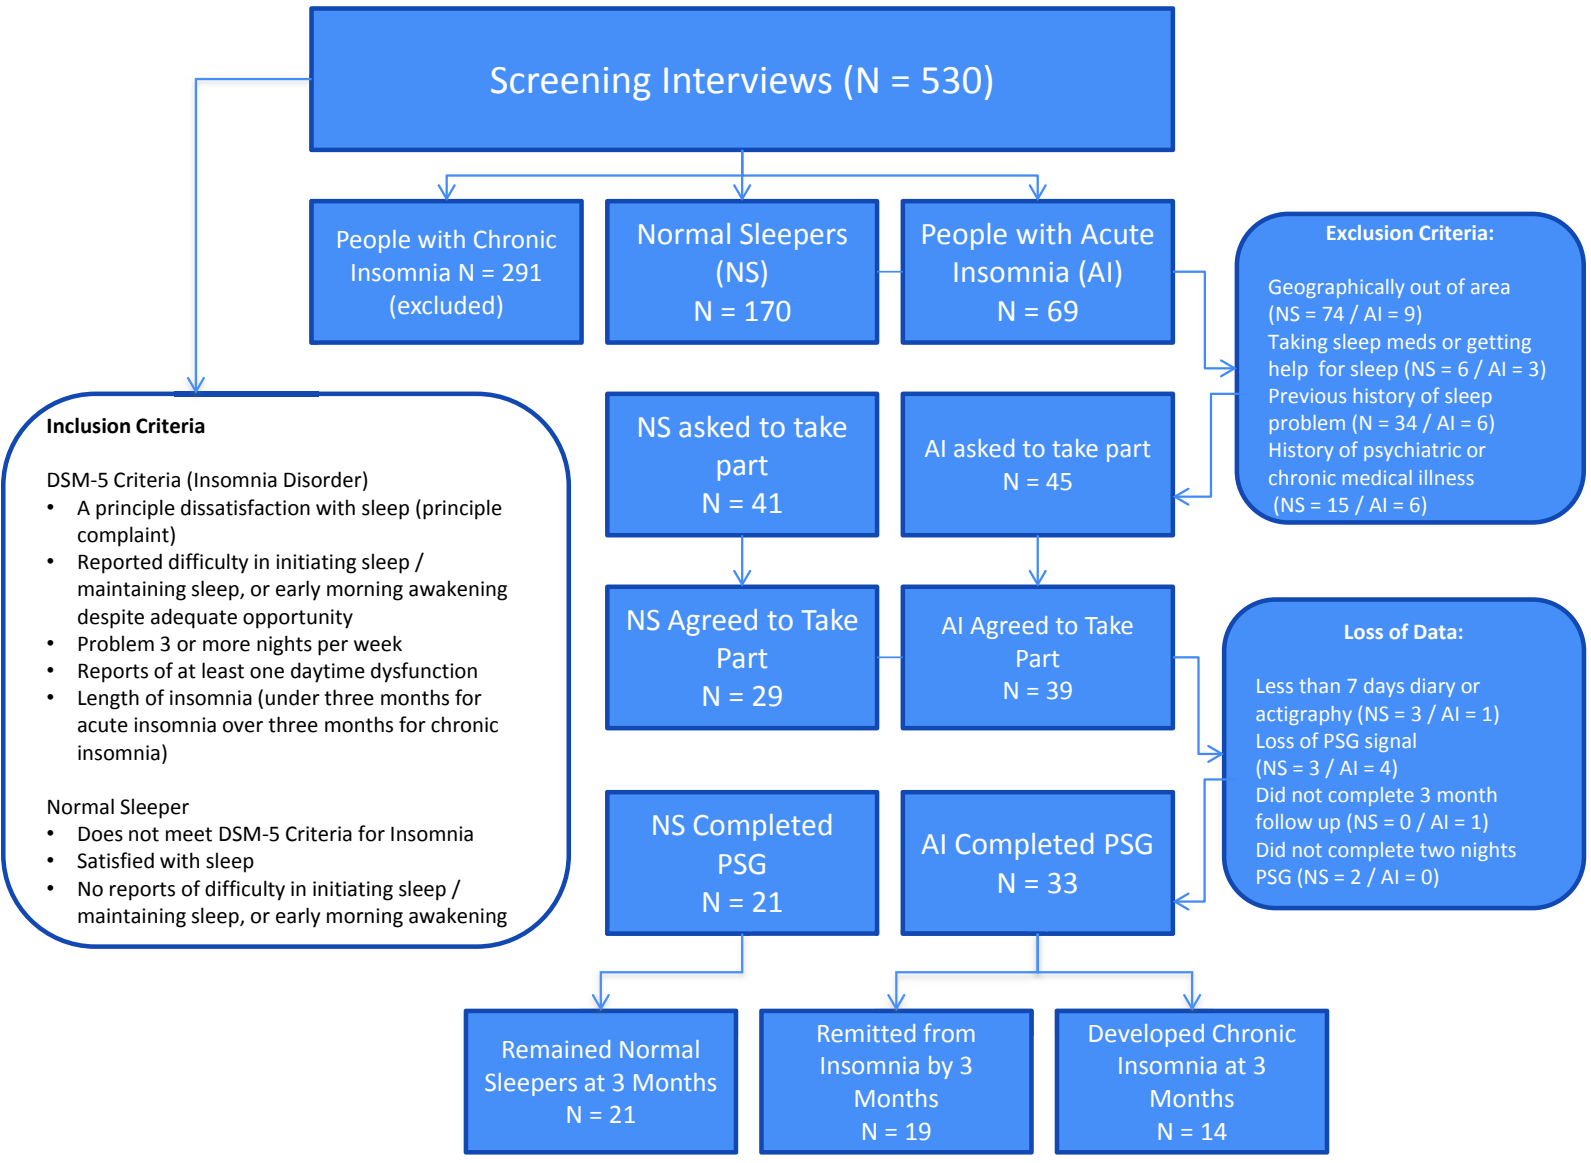 Screening Interviews (N = 530)
People with Chronic
Insomnia N = 291
(excluded)
Normal Sleepers
(NS)
N = 170
People with Acute
Insomnia (AI)
N = 69
Exclusion Criteria:
Geographically out of area
(NS = 74 / AI = 9)
Taking sleep meds or getting
help for sleep (NS = 6 / AI = 3)
Previous history of sleep
problem (N = 34 / AI = 6)
History of psychiatric or
chronic medical illness
(NS = 15 / AI = 6)
Inclusion Criteria
DSM-5 Criteria (Insomnia Disorder)
• A principle dissatisfaction with sleep (principle
complaint)
• Reported difficulty in initiating sleep /
maintaining sleep, or early morning awakening
despite adequate opportunity
• Problem 3 or more nights per week
• Reports of at least one daytime dysfunction
• Length of insomnia (under three months for
acute insomnia over three months for chronic
insomnia)
Normal Sleeper
• Does not meet DSM-5 Criteria for Insomnia
• Satisfied with sleep
• No reports of difficulty in initiating sleep /
maintaining sleep, or early morning awakening
NS asked to take
part
N = 41
AI asked to take part
N = 45
NS Agreed to Take
Part
N = 29
AI Agreed to Take
Part
N = 39
Loss of Data:
Less than 7 days diary or
actigraphy (NS = 3 / AI = 1)
Loss of PSG signal
(NS = 3 / AI = 4)
Did not complete 3 month
follow up (NS = 0 / AI = 1)
Did not complete two nights
PSG (NS = 2 / AI = 0)
NS Completed
PSG
N = 21
AI Completed PSG
N = 33
Remained Normal
Sleepers at 3 Months
N = 21
Remitted from
Insomnia by 3
Months
N = 19
Developed Chronic
Insomnia at 3
Months
N = 14